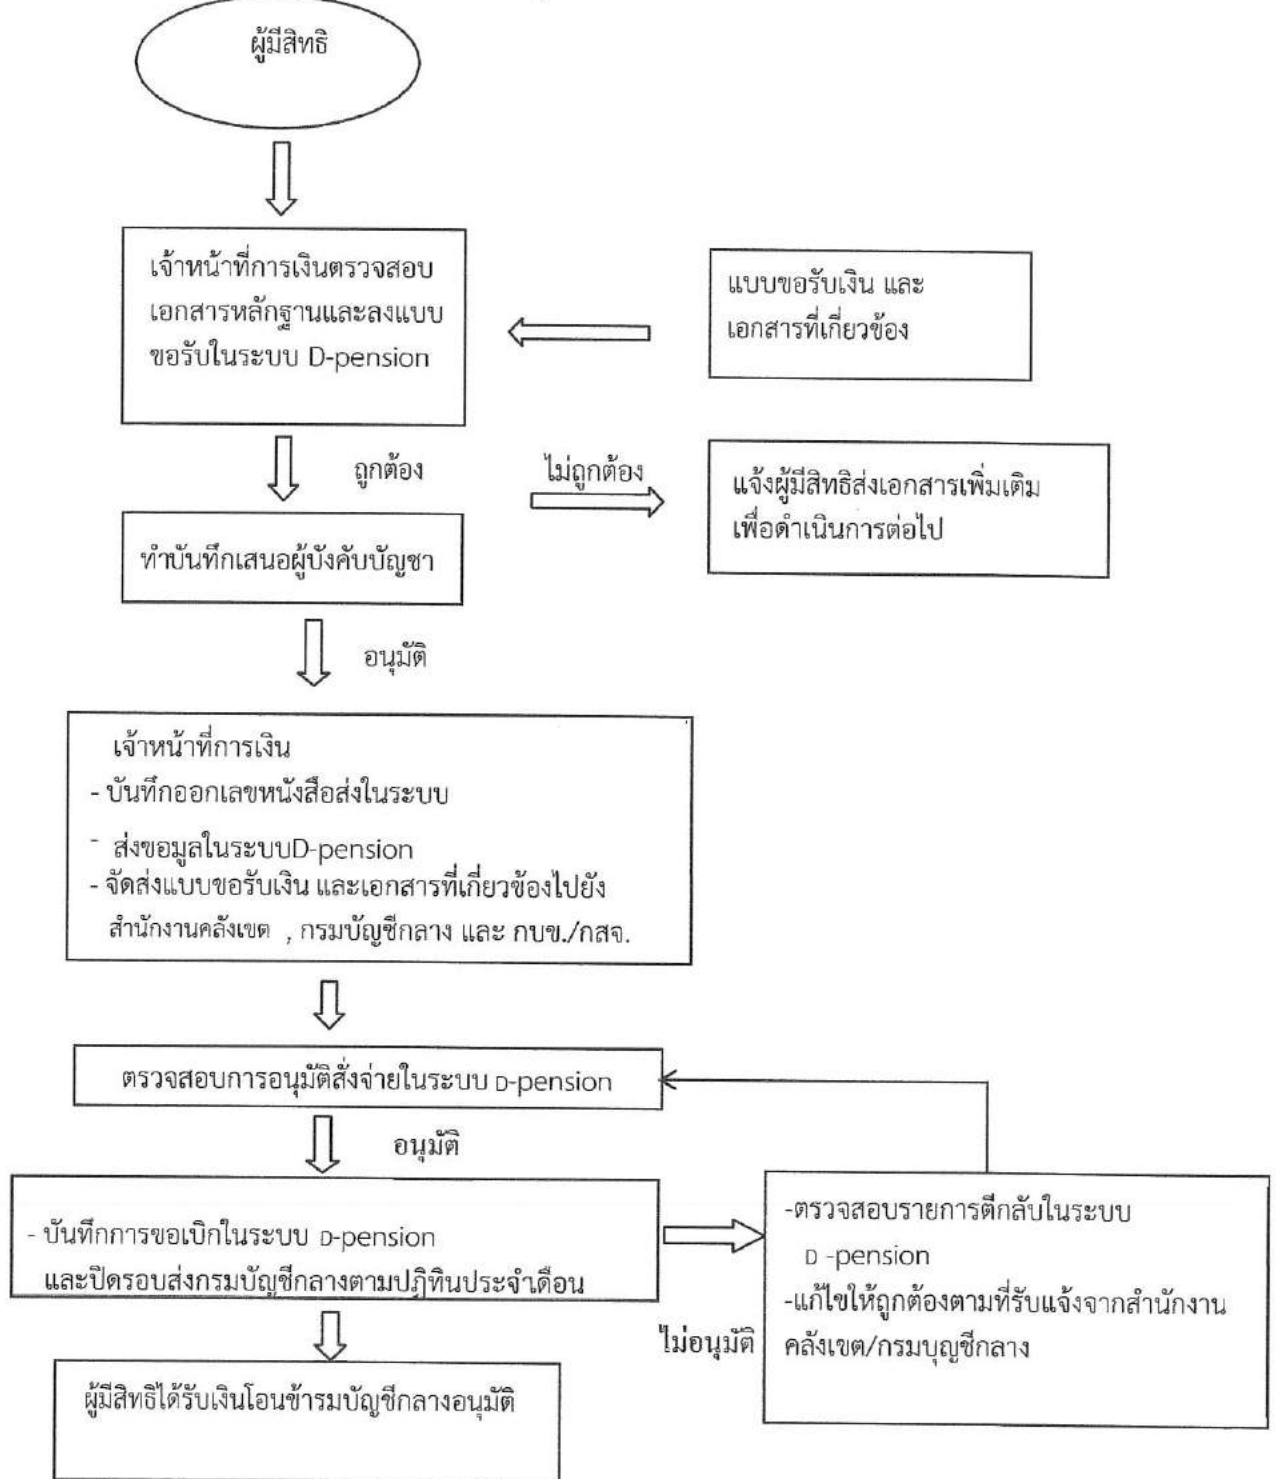 ผู้มีสิทธิ
เจ้าหน้าที่การเงินตรวจสอบ
เอกสารหลักฐานและลงแบบ
ขอรับในระบบ D-pension
แบบขอรับเงิน และ
เอกสารที่เกี่ยวข้อง
ถูกต้อง
ไม่ถูกต้อง
แจ้งผู้มีสิทธิส่งเอกสารเพิ่มเติม
เพื่อดำเนินการต่อไป
ทำบันทึกเสนอผู้บังคับบัญชา
อนุมัติ
เจ้าหน้าที่การเงิน
- บันทึกออกเลขหนังสือส่งในระบบ
- ส่งขอมูลในระบบD-pension
- จัดส่งแบบขอรับเงิน และเอกสารที่เกี่ยวข้องไปยัง
สำนักงานคลังเขต , กรมบัญชีกลาง และ กบข./กสจ.
ตรวจสอบการอนุมัติสั่งจ่ายในระบบ D-pension
อนุมัติ
- บันทึกการขอเบิกในระบบ D-pension
และปิดรอบส่งกรมบัญชีกลางตามปฎิทินประจำเดือน
ไม่อนุมัติ
-ตรวจสอบรายการตีกลับในระบบ
D -pension
-แก้ไขให้ถูกต้องตามที่รับแจ้งจากสำนักงาน
คลังเขต/กรมบุญชีกลาง
ผู้มีสิทธิได้รับเงินโอนข้ารมบัญชีกลางอนุมัติ